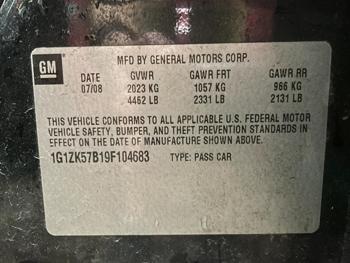 MFD BY GENERAL MOTORS CORP.
GM
DATE GVWR GAWR FRT GAWR RR
07/08 2023 KG 1057 KG 966 KG
4462 LB 2331 LB 2131 LB
THIS VEHICLE CONFORMS TO ALL APPLICABLE U.S. FEDERAL MOTOR
VEHICLE SAFETY, BUMPER, AND THEFT PREVENTION STANDARDS IN
EFFECT ON THE DATE OF MANUFACTURE SHOWN ABOVE.
1G1ZK57B19F104683 TYPE: PASS CAR